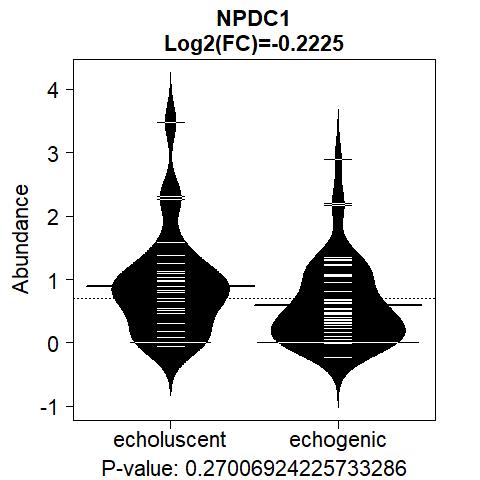 NPDC1
Log2(FC)=-0.2225
Abundance
4
3
2
1
0
-1
echoluscent echogenic
P-value: 0.27006924225733286